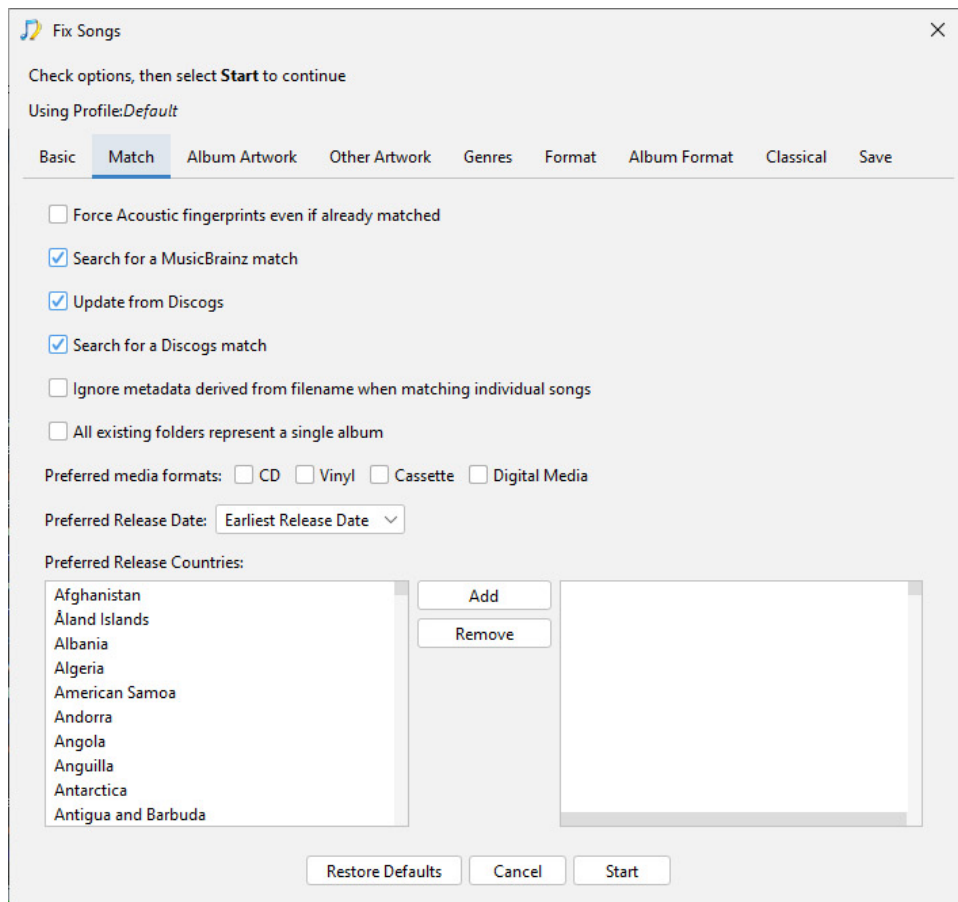 Fix Songs
Check options, then select Start to continue
Using Profile:Default
Basic Match Album Artwork Other Artwork Genres Format Album Format Classical Save
Force Acoustic fingerprints even if already matched
Search for a MusicBrainz match
Update from Discogs
Search for a Discogs match
Ignore metadata derived from filename when matching individual songs
All existing folders represent a single album
Preferred media formats: CD Vinyl Cassette Digital Media
Preferred Release Date: Earliest Release Date
Preferred Release Countries:
Afghanistan
Åland Islands
Albania
Algeria
American Samoa
Andorra
Angola
Anguilla
Antarctica
Antigua and Barbuda
Add
Remove
Restore Defaults Cancel Start